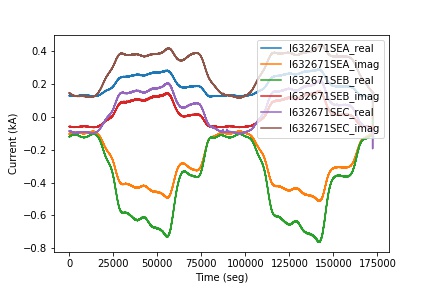 0.4
0.2
0.0
−0.2
−0.4
−0.6
−0.8
Current (kA)
I632671SEA_real
I632671SEA_imag
I632671SEB_real
I632671SEB_imag
I632671SEC_real
I632671SEC_imag
0 25000 50000 75000 100000 125000 150000 175000
Time (seg)